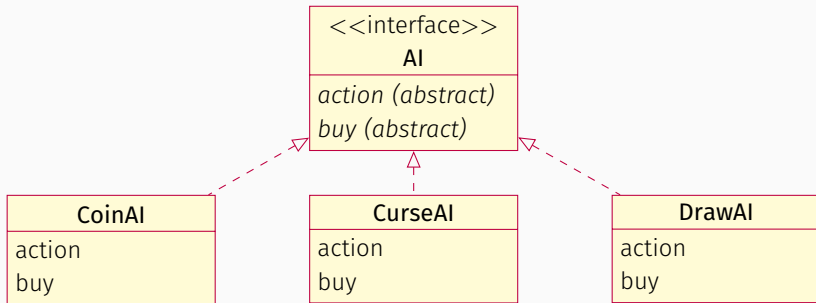 <<interface>>
AI
action (abstract)
buy (abstract)
CoinAI
action
buy
CurseAI
action
buy
DrawAI
action
buy